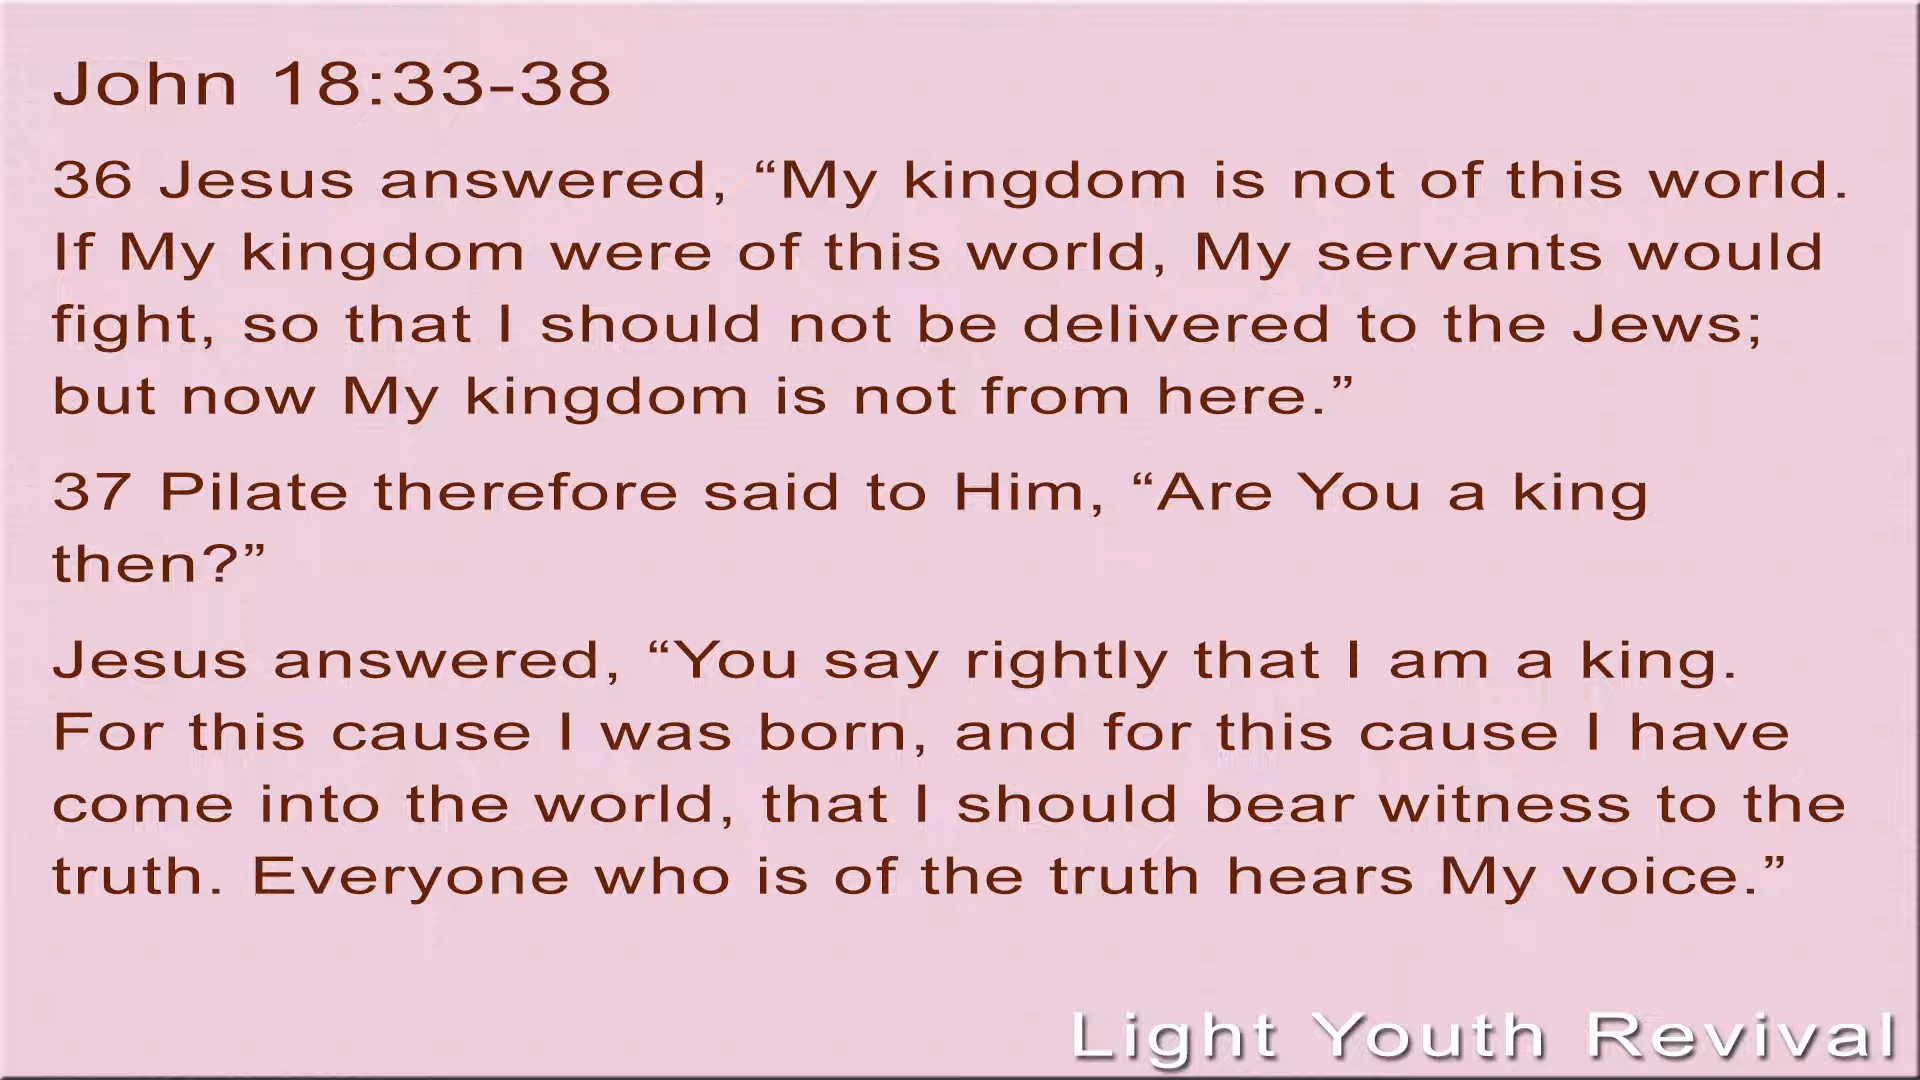 John 18:33-38
36 Jesus answered, “My kingdom is not of this world.
If My kingdom were of this world, My servants would
fight, so that I should not be delivered to the Jews;
but now My kingdom is not from here.”
37 Pilate therefore said to Him, “Are You a king
then?”
Jesus answered, “You say rightly that I am a king.
For this cause I was born, and for this cause I have
come into the world, that I should bear witness to the
truth. Everyone who is of the truth hears My voice.”
Light Youth Revival